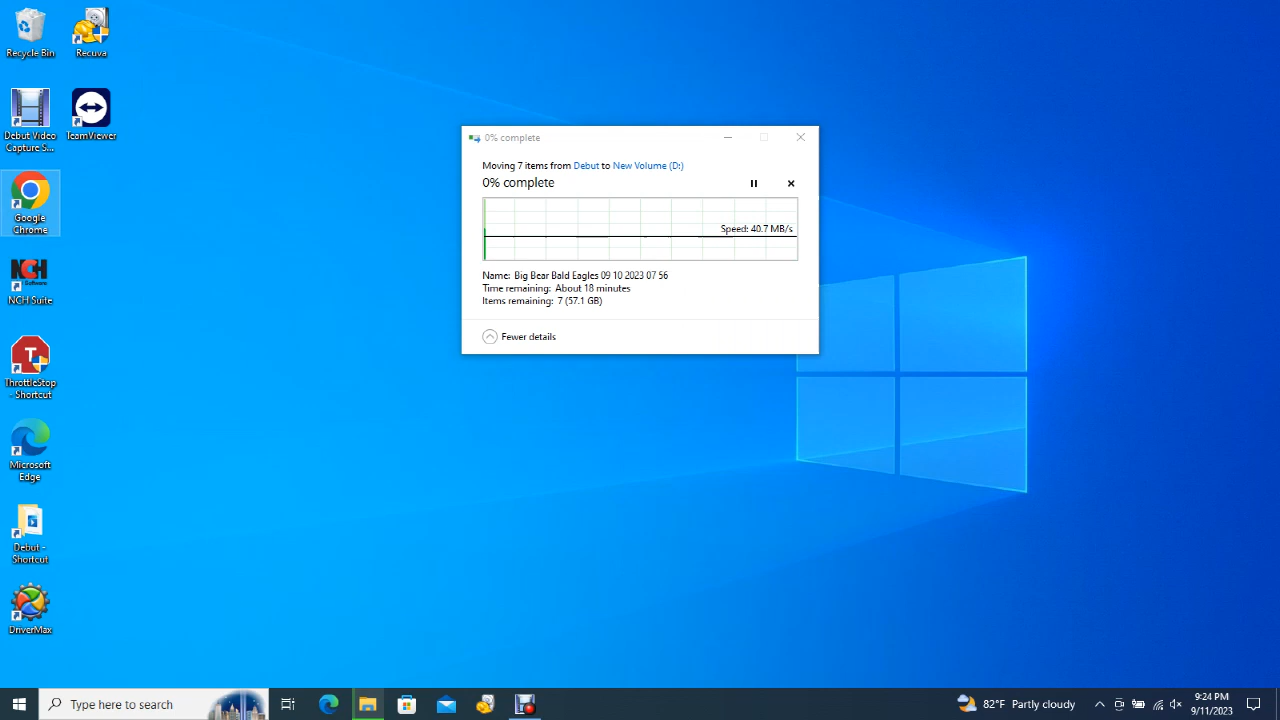 Recycle Bin
Recuva
Debut Video
Capture S...
TeamViewer
Google
Chrome
NCH
Software
NCH Suite
T
ThrottleStop
- Shortcut
Microsoft
Edge
Debut -
Shortcut
DriverMax
0% complete
Moving 7 items from Debut to New Volume (D:)
0% complete
Speed: 40.7 MB/s
Name: Big Bear Bald Eagles 09 10 2023 07 56
Time remaining: About 18 minutes
Items remaining: 7 (57.1 GB)
Fewer details
Type here to search
82°F Partly cloudy
9:24 PM
9/11/2023